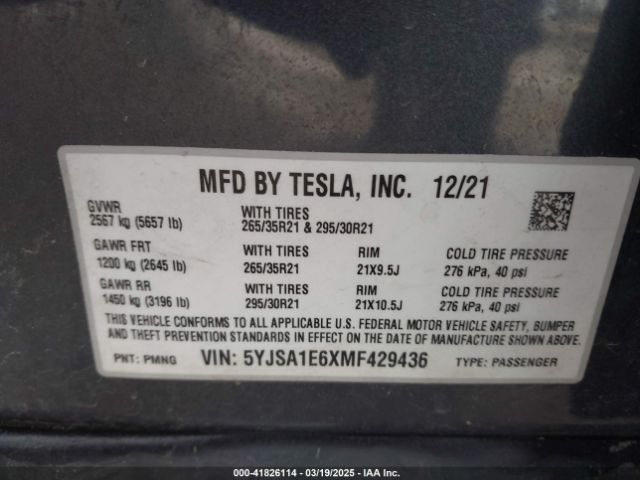 MFD BY TESLA, INC. 12/21
GVWR
2567 kg (5657 lb)
WITH TIRES
265/35R21 & 295/30R21
GAWR FRT
1200 kg (2645 lb)
WITH TIRES
265/35R21
RIM
21X9.5J
COLD TIRE PRESSURE
276 kPa, 40 psi
GAWR RR
1450 kg (3196 lb)
WITH TIRES
295/30R21
RIM
21X10.5J
COLD TIRE PRESSURE
276 kPa, 40 psi
THIS VEHICLE CONFORMS TO ALL APPLICABLE U.S. FEDERAL MOTOR VEHICLE SAFETY, BUMPER
AND THEFT PREVENTION STANDARDS IN EFFECT ON THE DATE OF MANUFACTURE SHOWN ABOVE.
PNT: PMNG VIN: 5YJSA1E6XMF429436 TYPE: PASSENGER
000-41826114 - 03/19/2025 - IAA Inc.